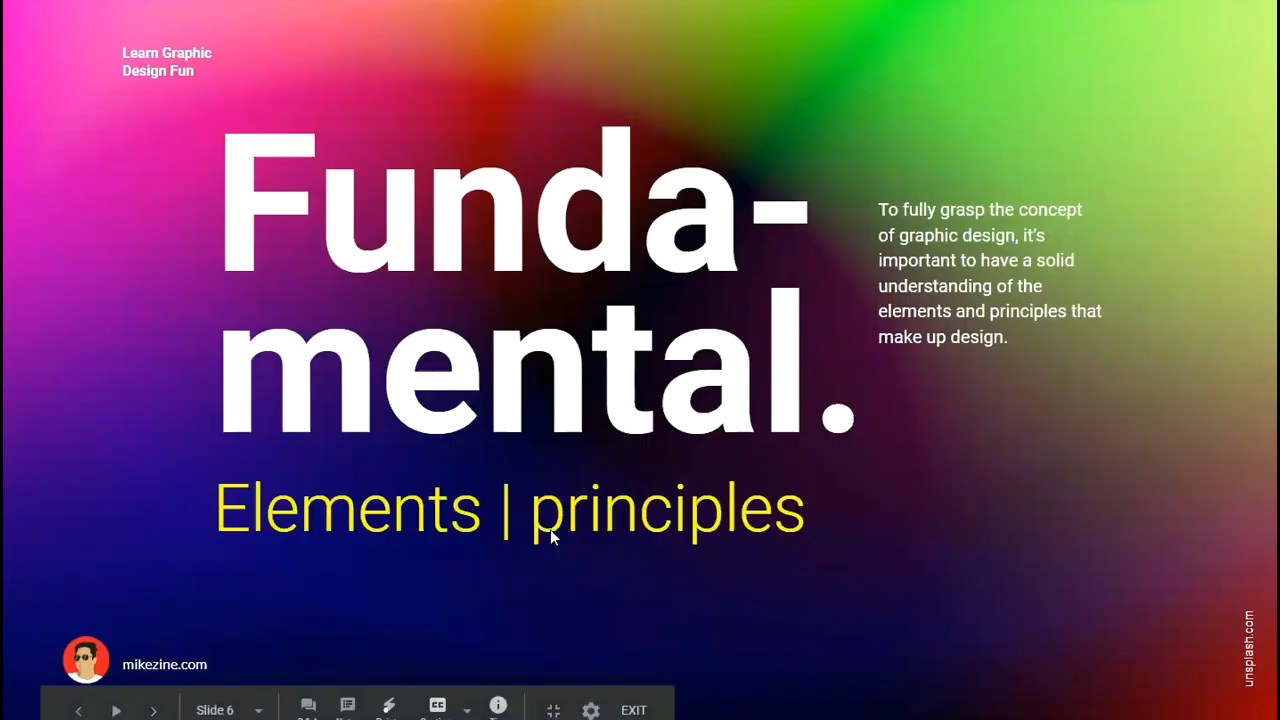 Learn Graphic
Design Fun
Funda-
mental.
To fully grasp the concept
of graphic design, it's
important to have a solid
understanding of the
elements and principles that
make up design.
Elements | principles
mikezine.com
unsplash.com
Slide 6
CC
EXIT